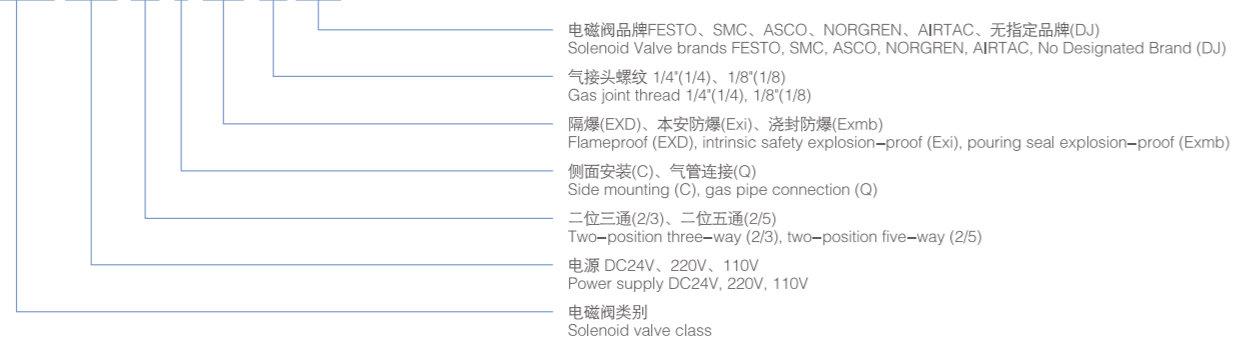 电磁阀品牌FESTO、SMC、ASCO、NORGREN、AIRTAC、无指定品牌(DJ)
Solenoid Valve brands FESTO, SMC, ASCO, NORGREN, AIRTAC, No Designated Brand (DJ)
气接头螺纹 1/4"(1/4)、1/8"(1/8)
Gas joint thread 1/4"(1/4), 1/8"(1/8)
隔爆(EXD)、本安防爆(Exi)、浇封防爆(Exmb)
Flameproof (EXD), intrinsic safety explosion–proof (Exi), pouring seal explosion–proof (Exmb)
侧面安装(C)、气管连接(Q)
Side mounting (C), gas pipe connection (Q)
二位三通(2/3)、二位五通(2/5)
Two–position three–way (2/3), two–position five–way (2/5)
电源 DC24V、220V、110V
Power supply DC24V, 220V, 110V
电磁阀类别
Solenoid valve class